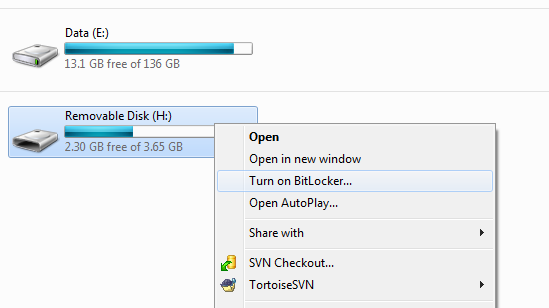 Data (E:)
13.1 GB free of 136 GB
Removable Disk (H:)
2.30 GB free of 3.65 GB
Open
Open in new window
Turn on BitLocker...
Open AutoPlay...
Share with
SVN Checkout...
TortoiseSVN